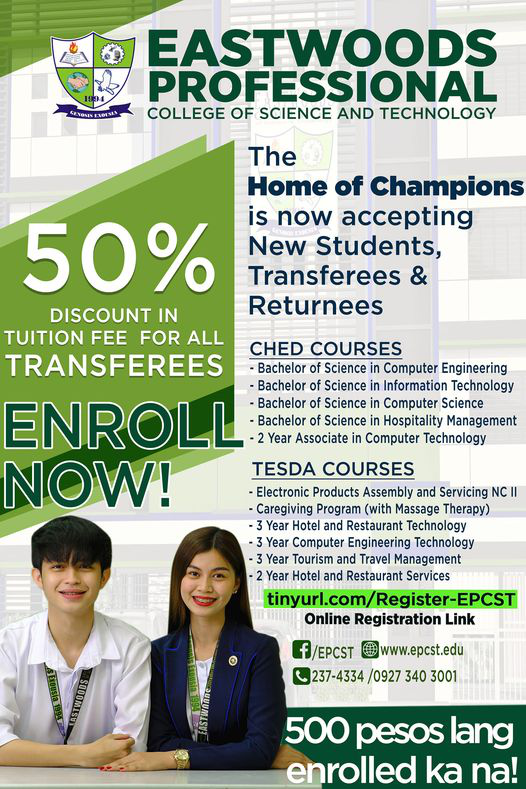 1994
GENOSIS EXOUSIA
EASTWOODS
PROFESSIONAL
COLLEGE OF SCIENCE AND TECHNOLOGY
The
Home of Champions
is now accepting
New Students,
Transferees &
Returnees
50%
DISCOUNT IN
TUITION FEE FOR ALL
TRANSFEREES
ENROLL
NOW!
CHED COURSES
- Bachelor of Science in Computer Engineering
- Bachelor of Science in Information Technology
- Bachelor of Science in Computer Science
- Bachelor of Science in Hospitality Management
- 2 Year Associate in Computer Technology
TESDA COURSES
- Electronic Products Assembly and Servicing NC II
- Caregiving Program (with Massage Therapy)
- 3 Year Hotel and Restaurant Technology
- 3 Year Computer Engineering Technology
- 3 Year Tourism and Travel Management
- 2 Year Hotel and Restaurant Services
tinyurl.com/Register-EPCST
Online Registration Link
/EPCST www.epcst.edu
237-4334 /0927 340 3001
EASTWOODS
EASTWOODS
500 pesos lang
enrolled ka na!